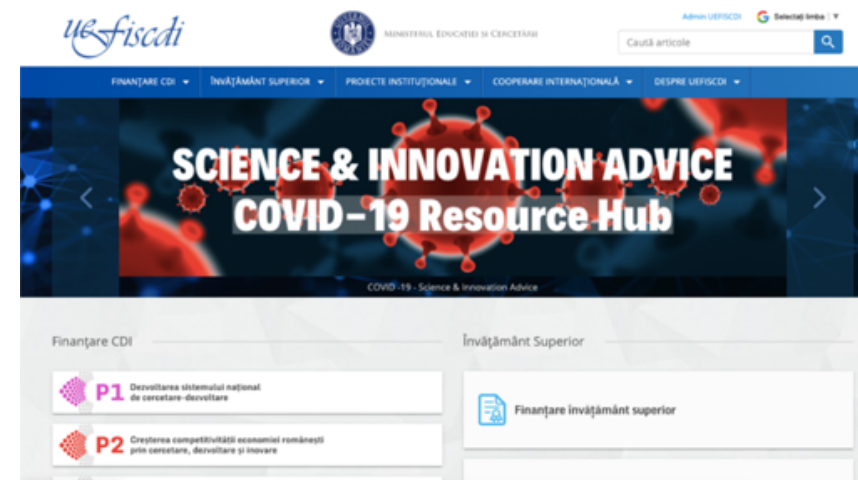 uefiscdi
GUVERNUL ROMÂNIEI
MINISTERUL EDUCAȚIEI ȘI CERCETĂRII
Admin UEFISCDI
G Selectați limba | ▼
Caută articole
FINANȚARE CDI
ÎNVĂȚĂMÂNT SUPERIOR
PROIECTE INSTITUȚIONALE
COOPERARE INTERNAȚIONALĂ
DESPRE UEFISCDI
SCIENCE & INNOVATION ADVICE
COVID-19 Resource Hub
COVID -19 - Science & Innovation Advice
Finanțare CDI
Învățământ Superior
P1 Dezvoltarea sistemului național
de cercetare-dezvoltare
Finanțare învățământ superior
P2 Creșterea competitivității economiei românești
prin cercetare, dezvoltare și inovare